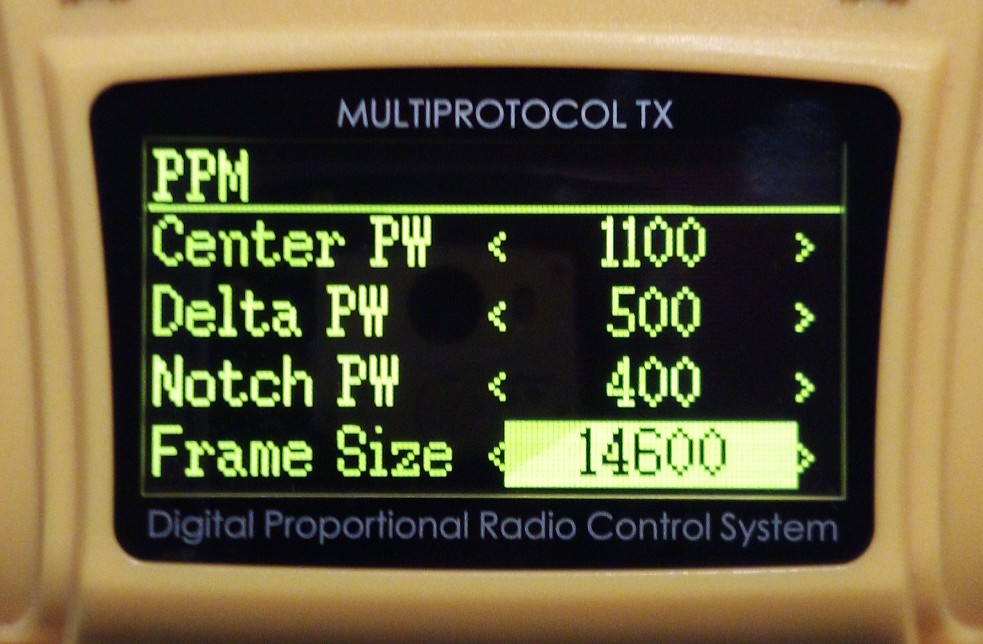 MULTIPROTOCOL TX
PPM
Center PW < 1100 >
Delta PW < 500 >
Notch PW < 400 >
Frame Size < 14600 >
Digital Proportional Radio Control System